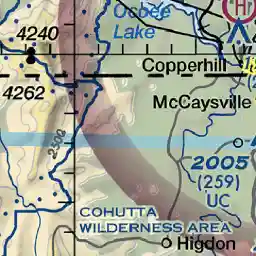 Ocoee
Lake
4240
H
Copperhill
4262
McCaysville
2300
2005
(259)
UC
COHUTTA
WILDERNESS AREA
Higdon